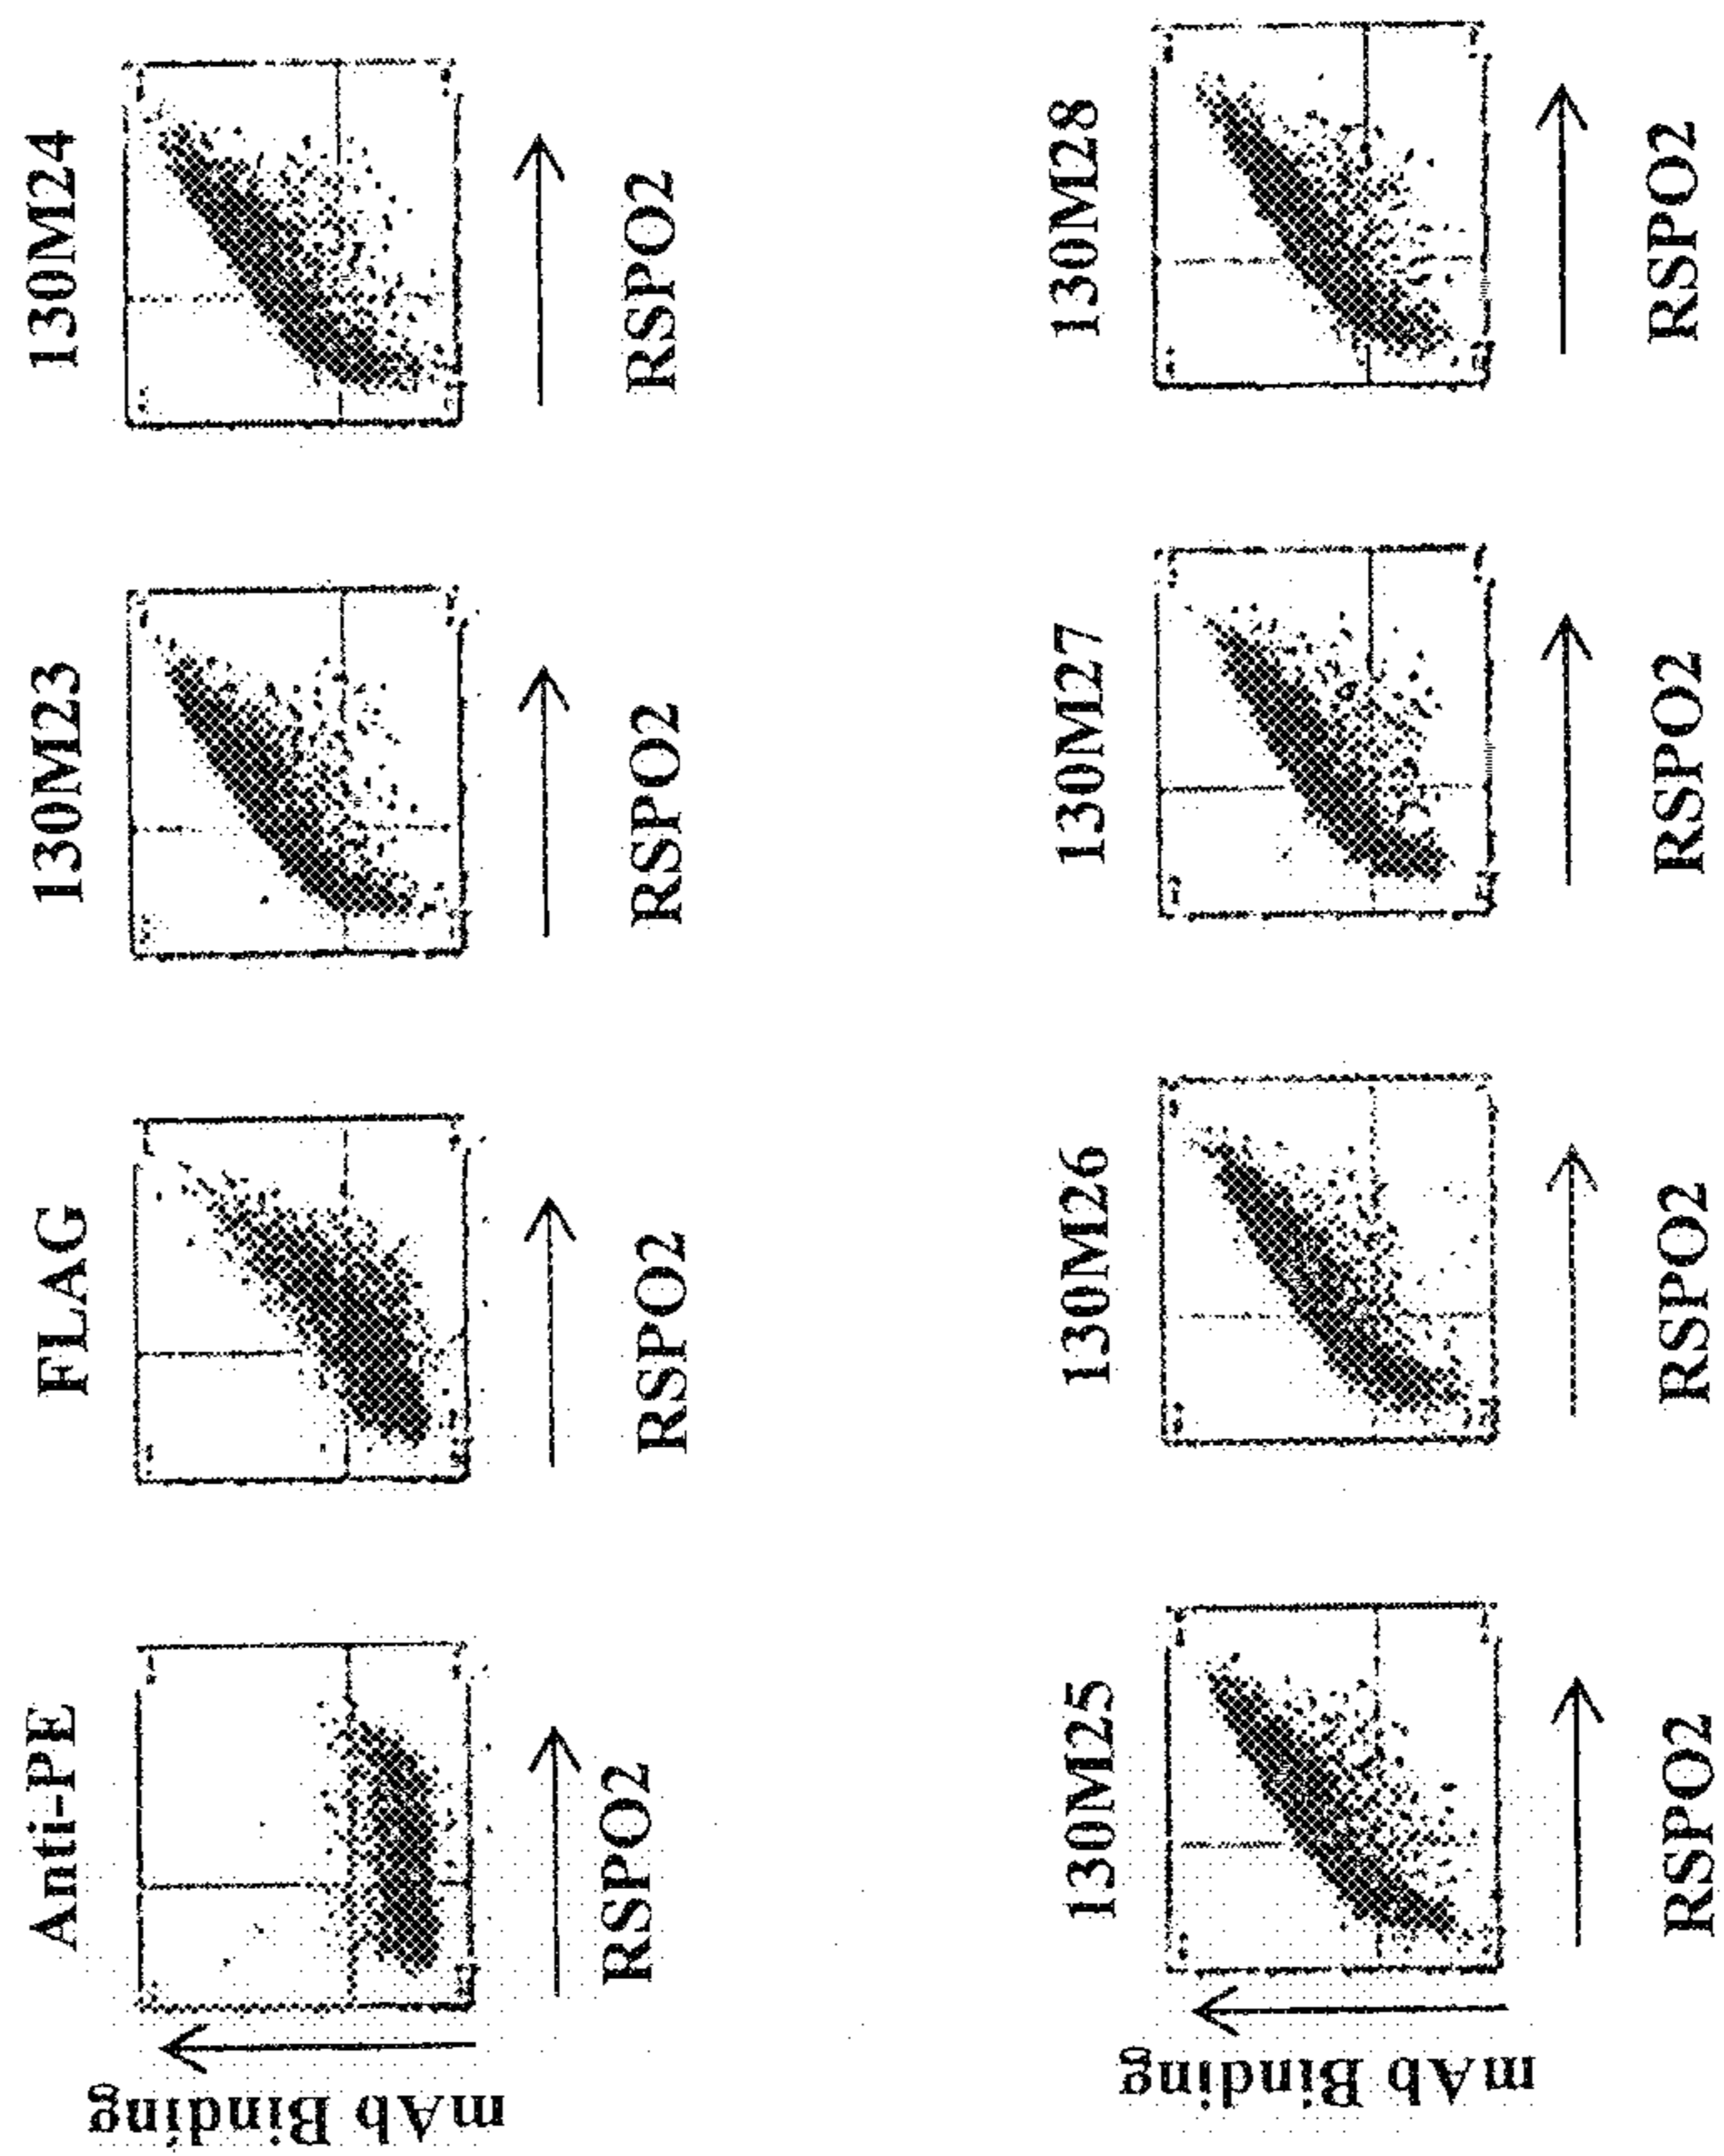 Anti-PE
FLAG
130M23
130M24
mAb Binding
RSPO2
RSPO2
RSPO2
RSPO2
130M25
130M26
130M27
130M28
mAb Binding
RSPO2
RSPO2
RSPO2
RSPO2